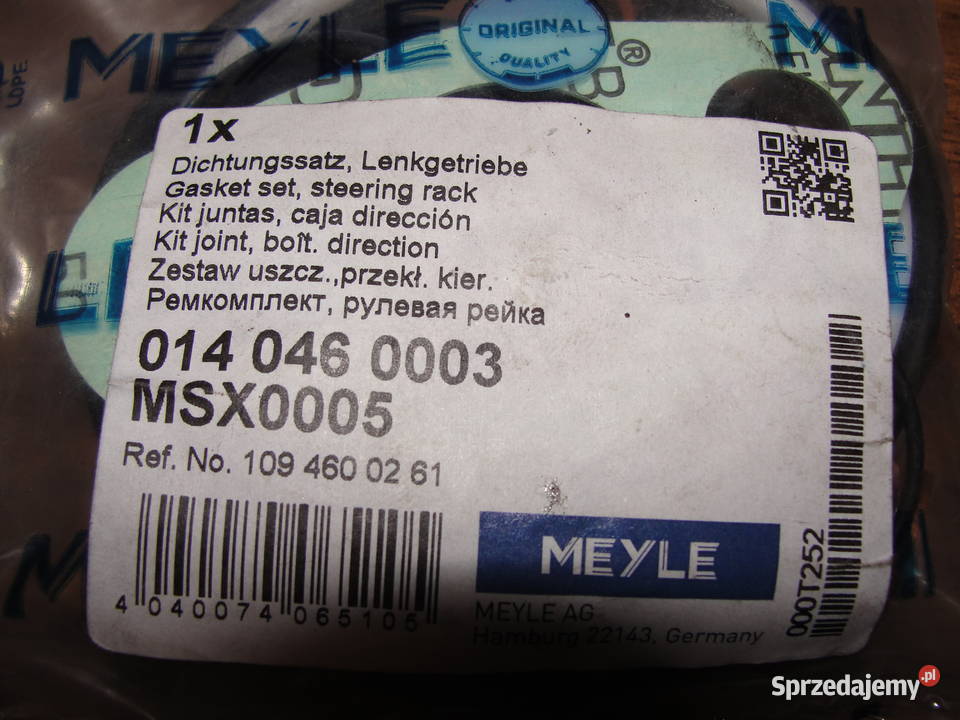 MEYLE
ORIGINAL
QUALITY
LDPE
®
1x
Dichtungssatz, Lenkgetriebe
Gasket set, steering rack
Kit juntas, caja dirección
Kit joint, boît. direction
Zestaw uszcz.,przekł. kier.
Ремкомплект, рулевая рейка
014 046 0003
MSX0005
Ref. No. 109 460 02 61
4 040074 065105
MEYLE
MEYLE AG
Hamburg 22143, Germany
000T252
Sprzedajemy.pl